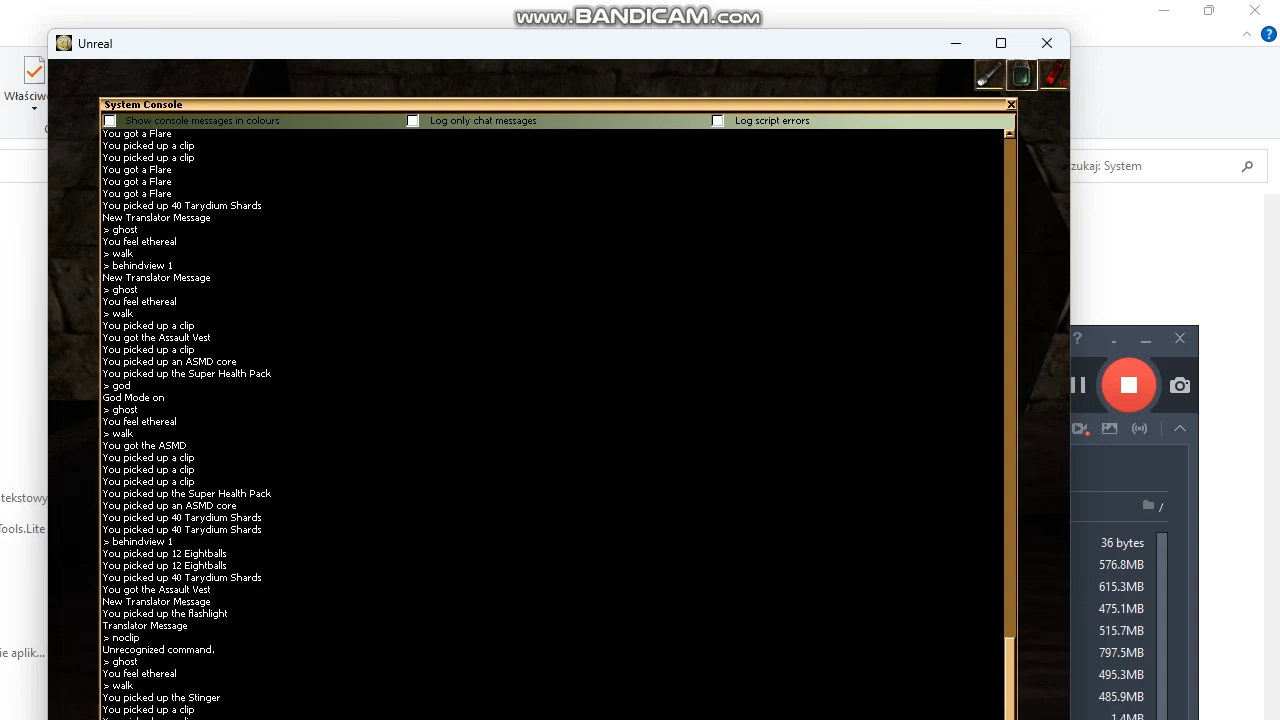 www.BANDICAM.com
Unreal
Właściwo
System Console
Show console messages in colours
Log only chat messages
Log script errors
You got a Flare
You picked up a clip
You picked up a clip
You got a Flare
You got a Flare
You got a Flare
You picked up 40 Tarydium Shards
New Translator Message
> ghost
You feel ethereal
> walk
> behindview 1
New Translator Message
> ghost
You feel ethereal
> walk
You picked up a clip
You got the Assault Vest
You picked up a clip
You picked up an ASMD core
You picked up the Super Health Pack
> god
God Mode on
> ghost
You feel ethereal
> walk
You got the ASMD
You picked up a clip
You picked up a clip
You picked up a clip
You picked up the Super Health Pack
You picked up an ASMD core
You picked up 40 Tarydium Shards
You picked up 40 Tarydium Shards
> behindview 1
You picked up 12 Eightballs
You picked up 12 Eightballs
You picked up 40 Tarydium Shards
You got the Assault Vest
New Translator Message
You picked up the flashlight
Translator Message
> noclip
Unrecognized command.
> ghost
You feel ethereal
> walk
You picked up the Stinger
You picked up a clip
zukaj: System
tekstowy
Tools.Lite
ie aplik...
/
36 bytes
576.8MB
615.3MB
475.1MB
515.7MB
797.5MB
495.3MB
485.9MB
1.4MB